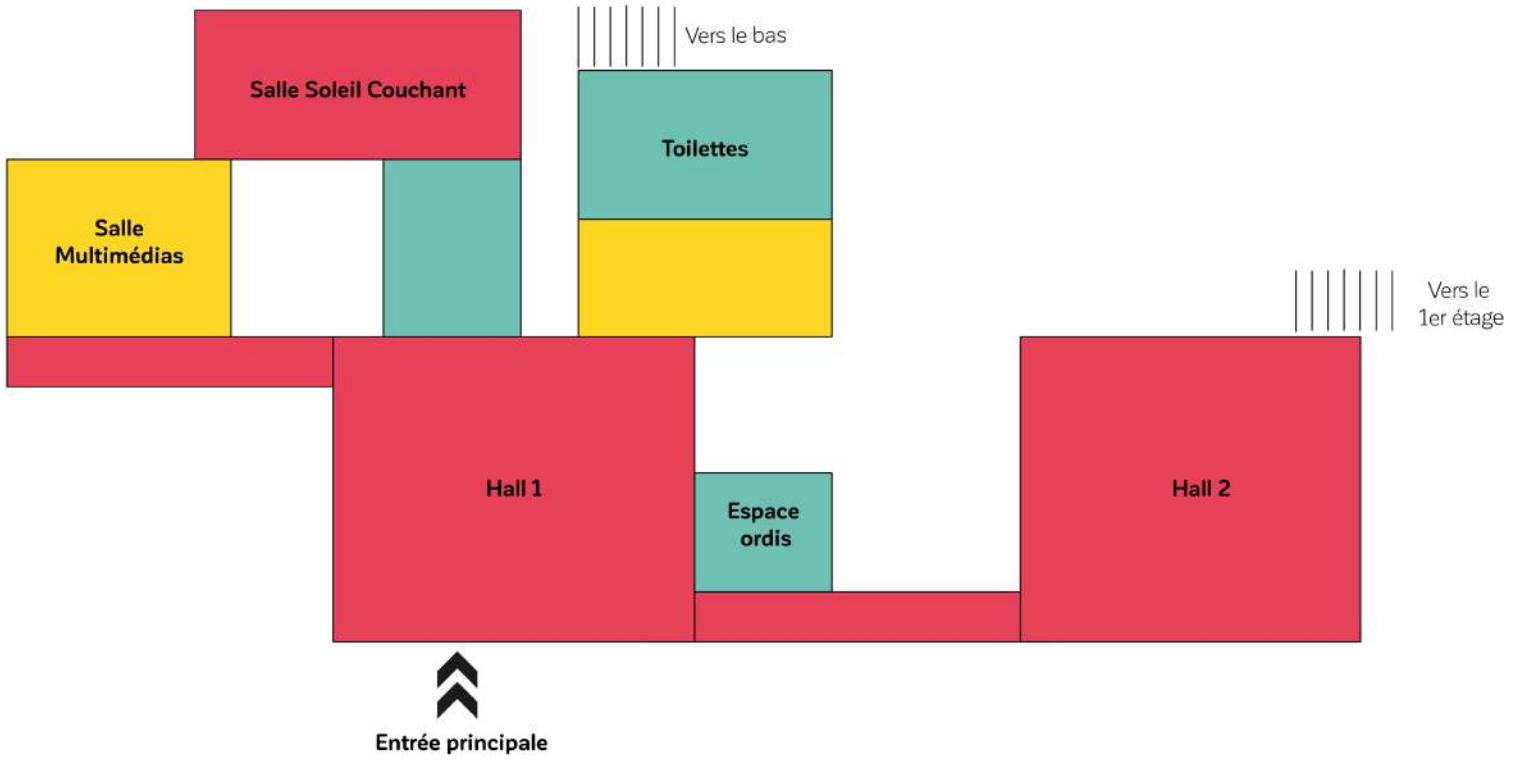 Vers le bas
Salle Soleil Couchant
Toilettes
Salle
Multimédias
Vers le
1er étage
Hall 1
Hall 2
Espace
ordis
Entrée principale